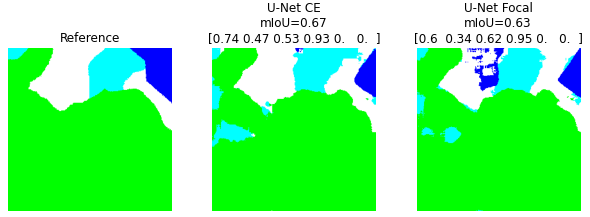 Reference
U-Net CE
mIoU=0.67
[0.74 0.47 0.53 0.93 0. 0. ]
U-Net Focal
mIoU=0.63
[0.6 0.34 0.62 0.95 0. 0. ]